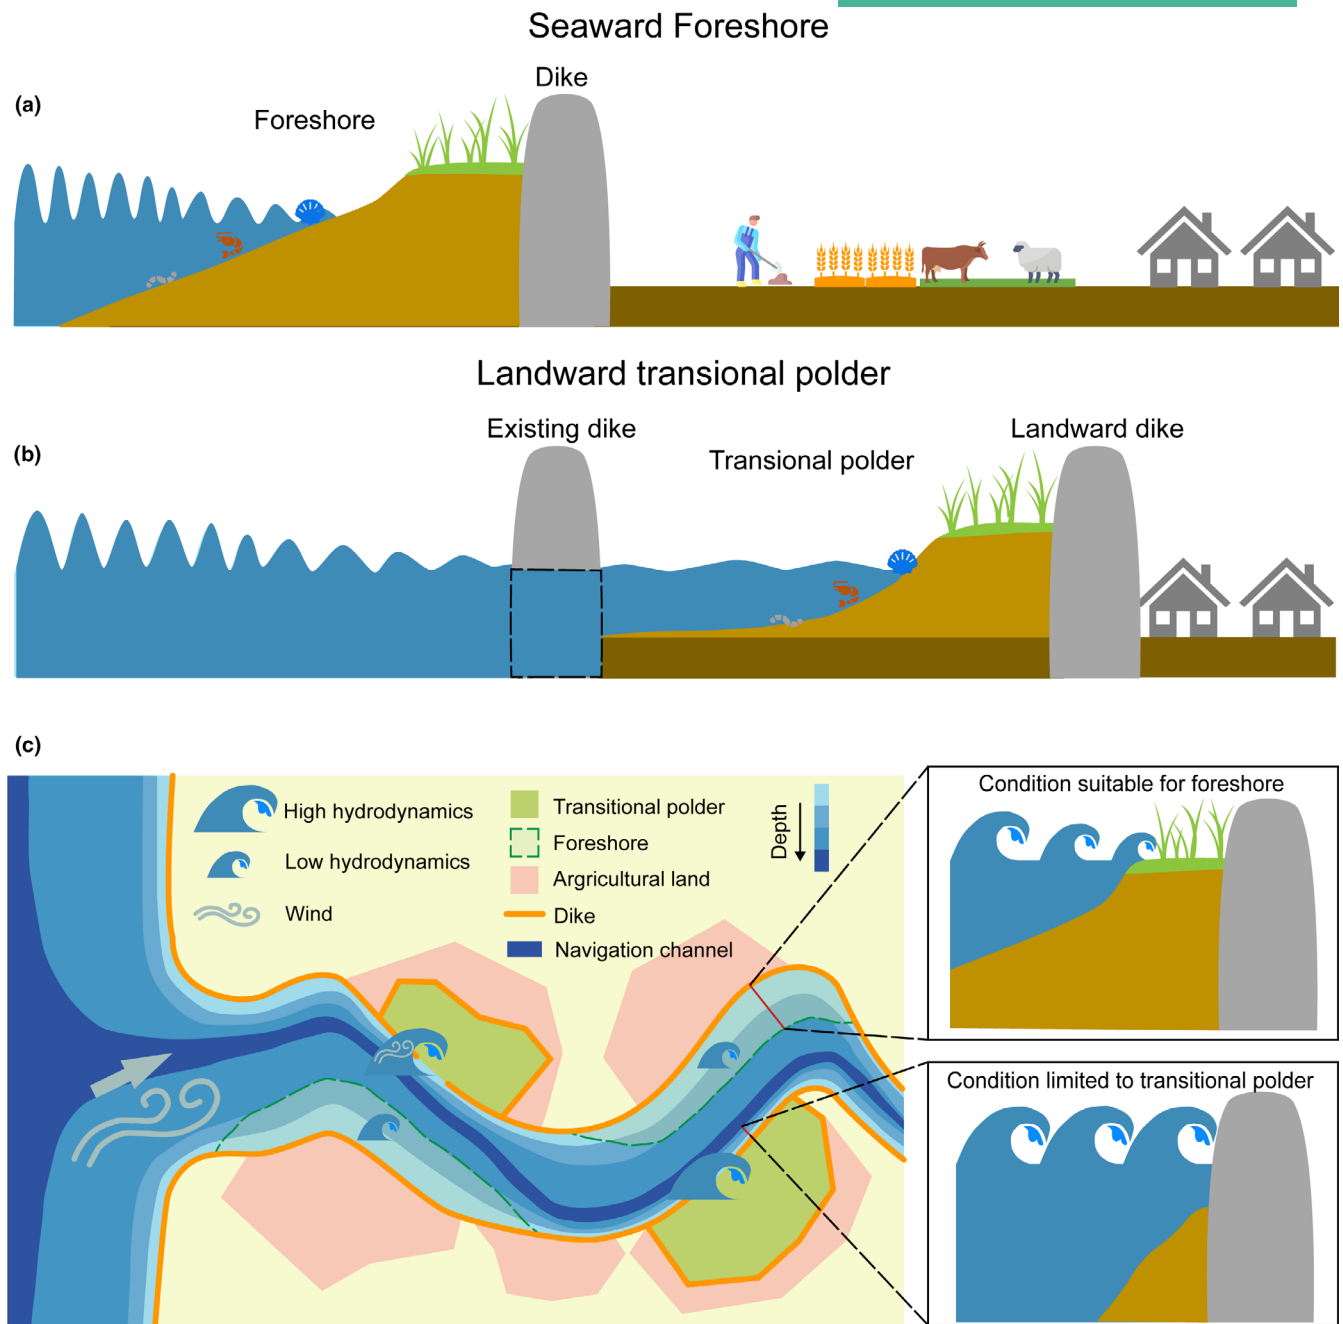 Seaward Foreshore
Dike
(a)
Foreshore
Landward transional polder
Existing dike
Landward dike
(b)
Transional polder
(c)
High hydrodynamics
Low hydrodynamics
Wind
Transitional polder
Foreshore
Argricultural land
Dike
Navigation channel
Depth
Condition suitable for foreshore
Condition limited to transitional polder